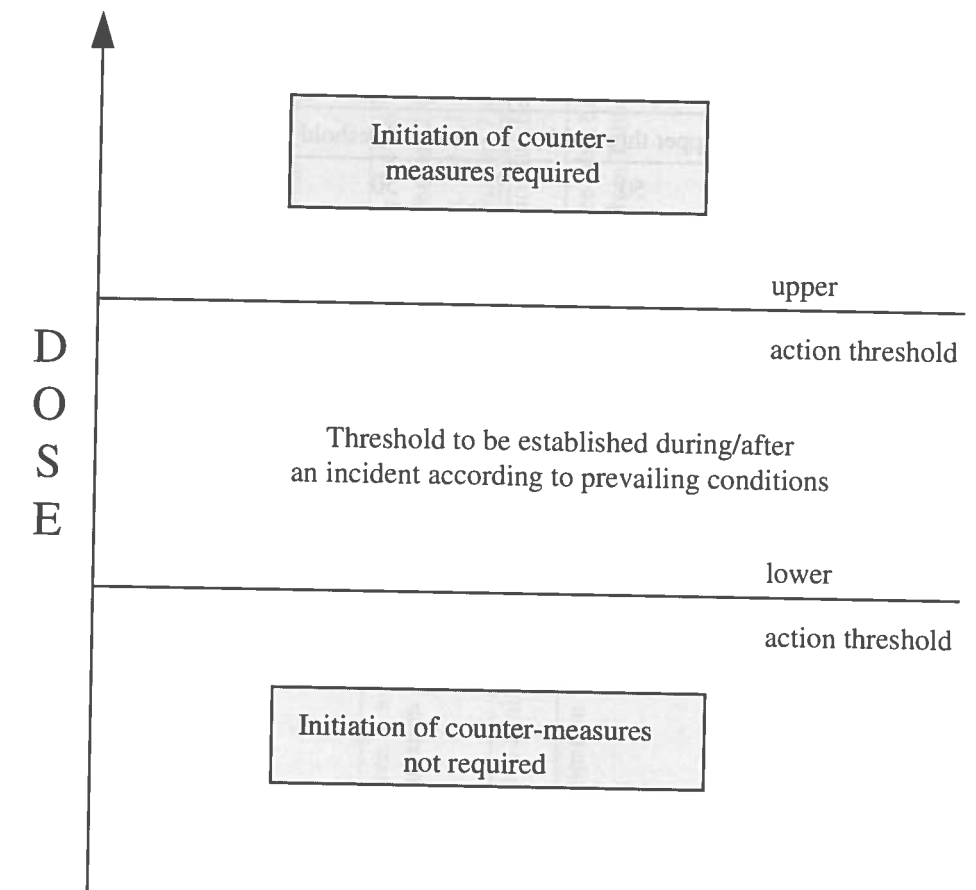 Initiation of counter-
measures required
upper
action threshold
D
O
S
E
Threshold to be established during/after
an incident according to prevailing conditions
lower
action threshold
Initiation of counter-measures
not required